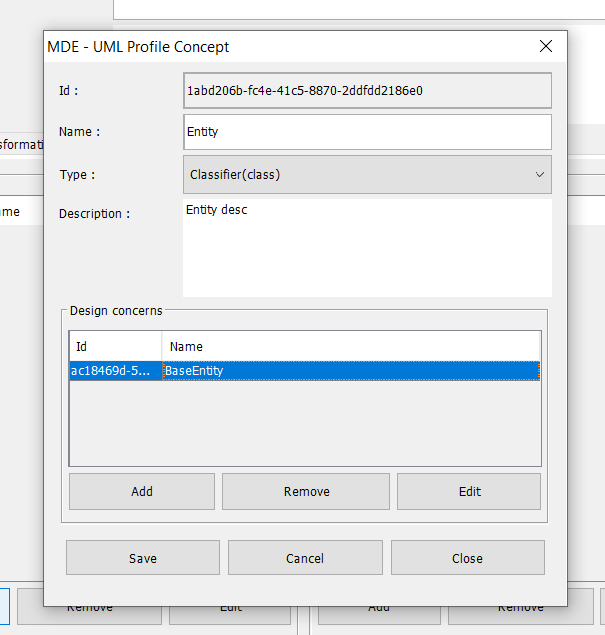 MDE - UML Profile Concept
Id :
1abd206b-fc4e-41c5-8870-2ddfdd2186e0
Name :
Entity
sformati
Type :
Classifier(class)
ume
Description :
Entity desc
Design concerns
Id Name
ac18469d-5... BaseEntity
Add Remove Edit
Save Cancel Close
Remove Edit Add Remove